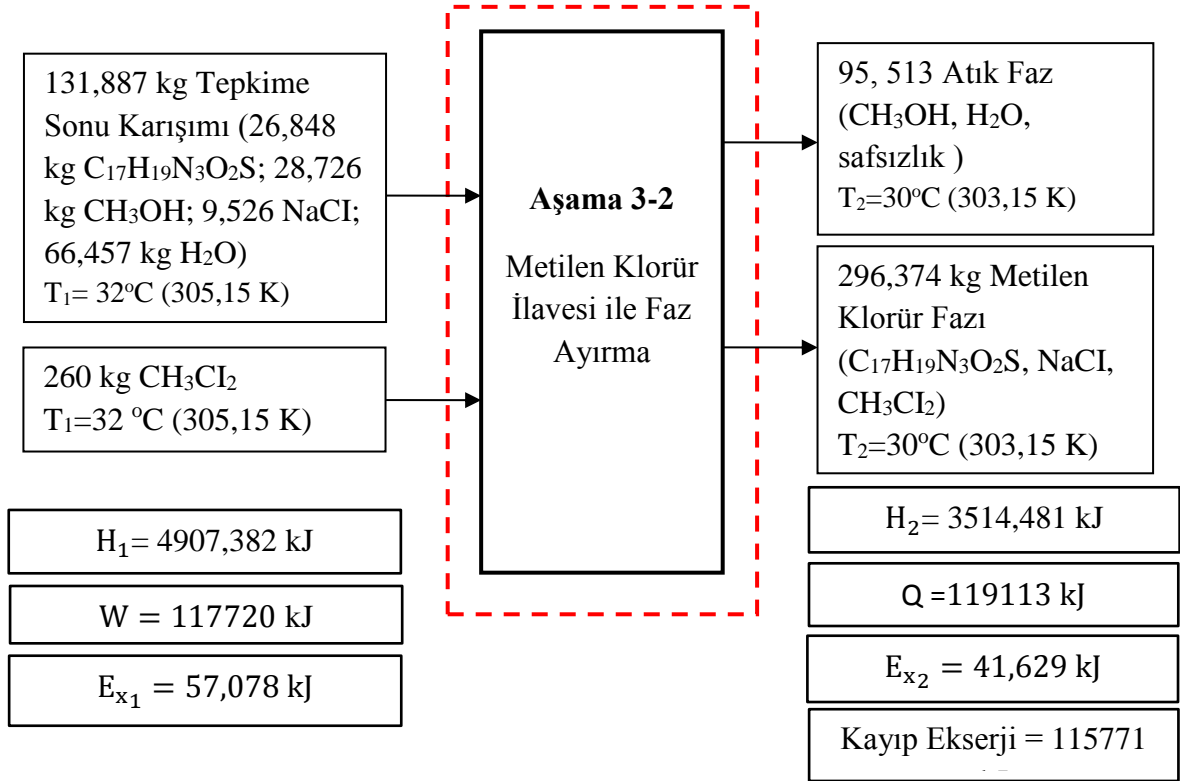 131,887 kg Tepkime
Sonu Karışımı (26,848
kg C₁₇H₁₉N₃O₂S; 28,726
kg CH₃OH; 9,526 NaCI;
66,457 kg H₂O)
T₁= 32°C (305,15 K)
260 kg CH₃CI₂
T₁=32 °C (305,15 K)
H₁= 4907,382 kJ
W = 117720 kJ
Eₓ₁ = 57,078 kJ
Aşama 3-2
Metilen Klorür
İlavesi ile Faz
Ayırma
95, 513 Atık Faz
(CH₃OH, H₂O,
safsızlık )
T₂=30°C (303,15 K)
296,374 kg Metilen
Klorür Fazı
(C₁₇H₁₉N₃O₂S, NaCI,
CH₃CI₂)
T₂=30°C (303,15 K)
H₂= 3514,481 kJ
Q =119113 kJ
Eₓ₂ = 41,629 kJ
Kayıp Ekserji = 115771